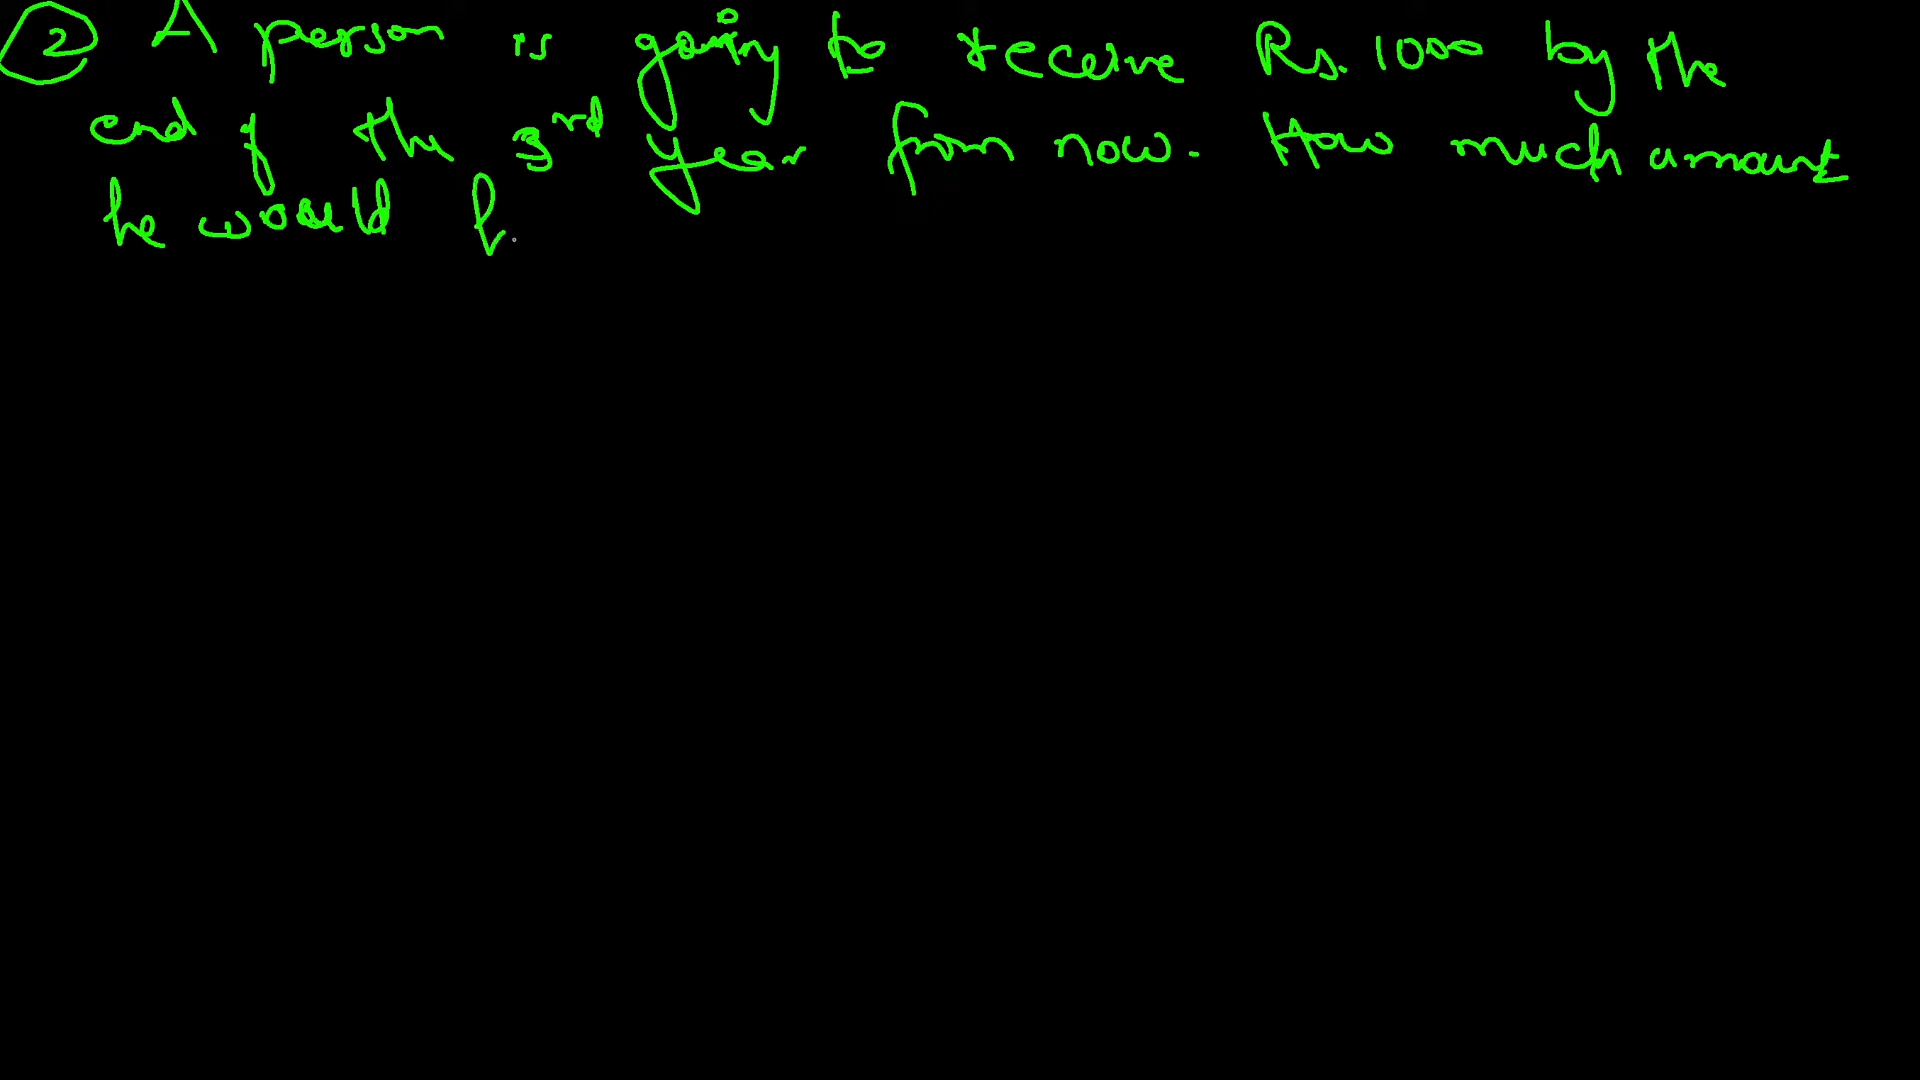 2 A person is going to receive Rs. 1000 by the
end of the 3rd year from now. How much amount
he would